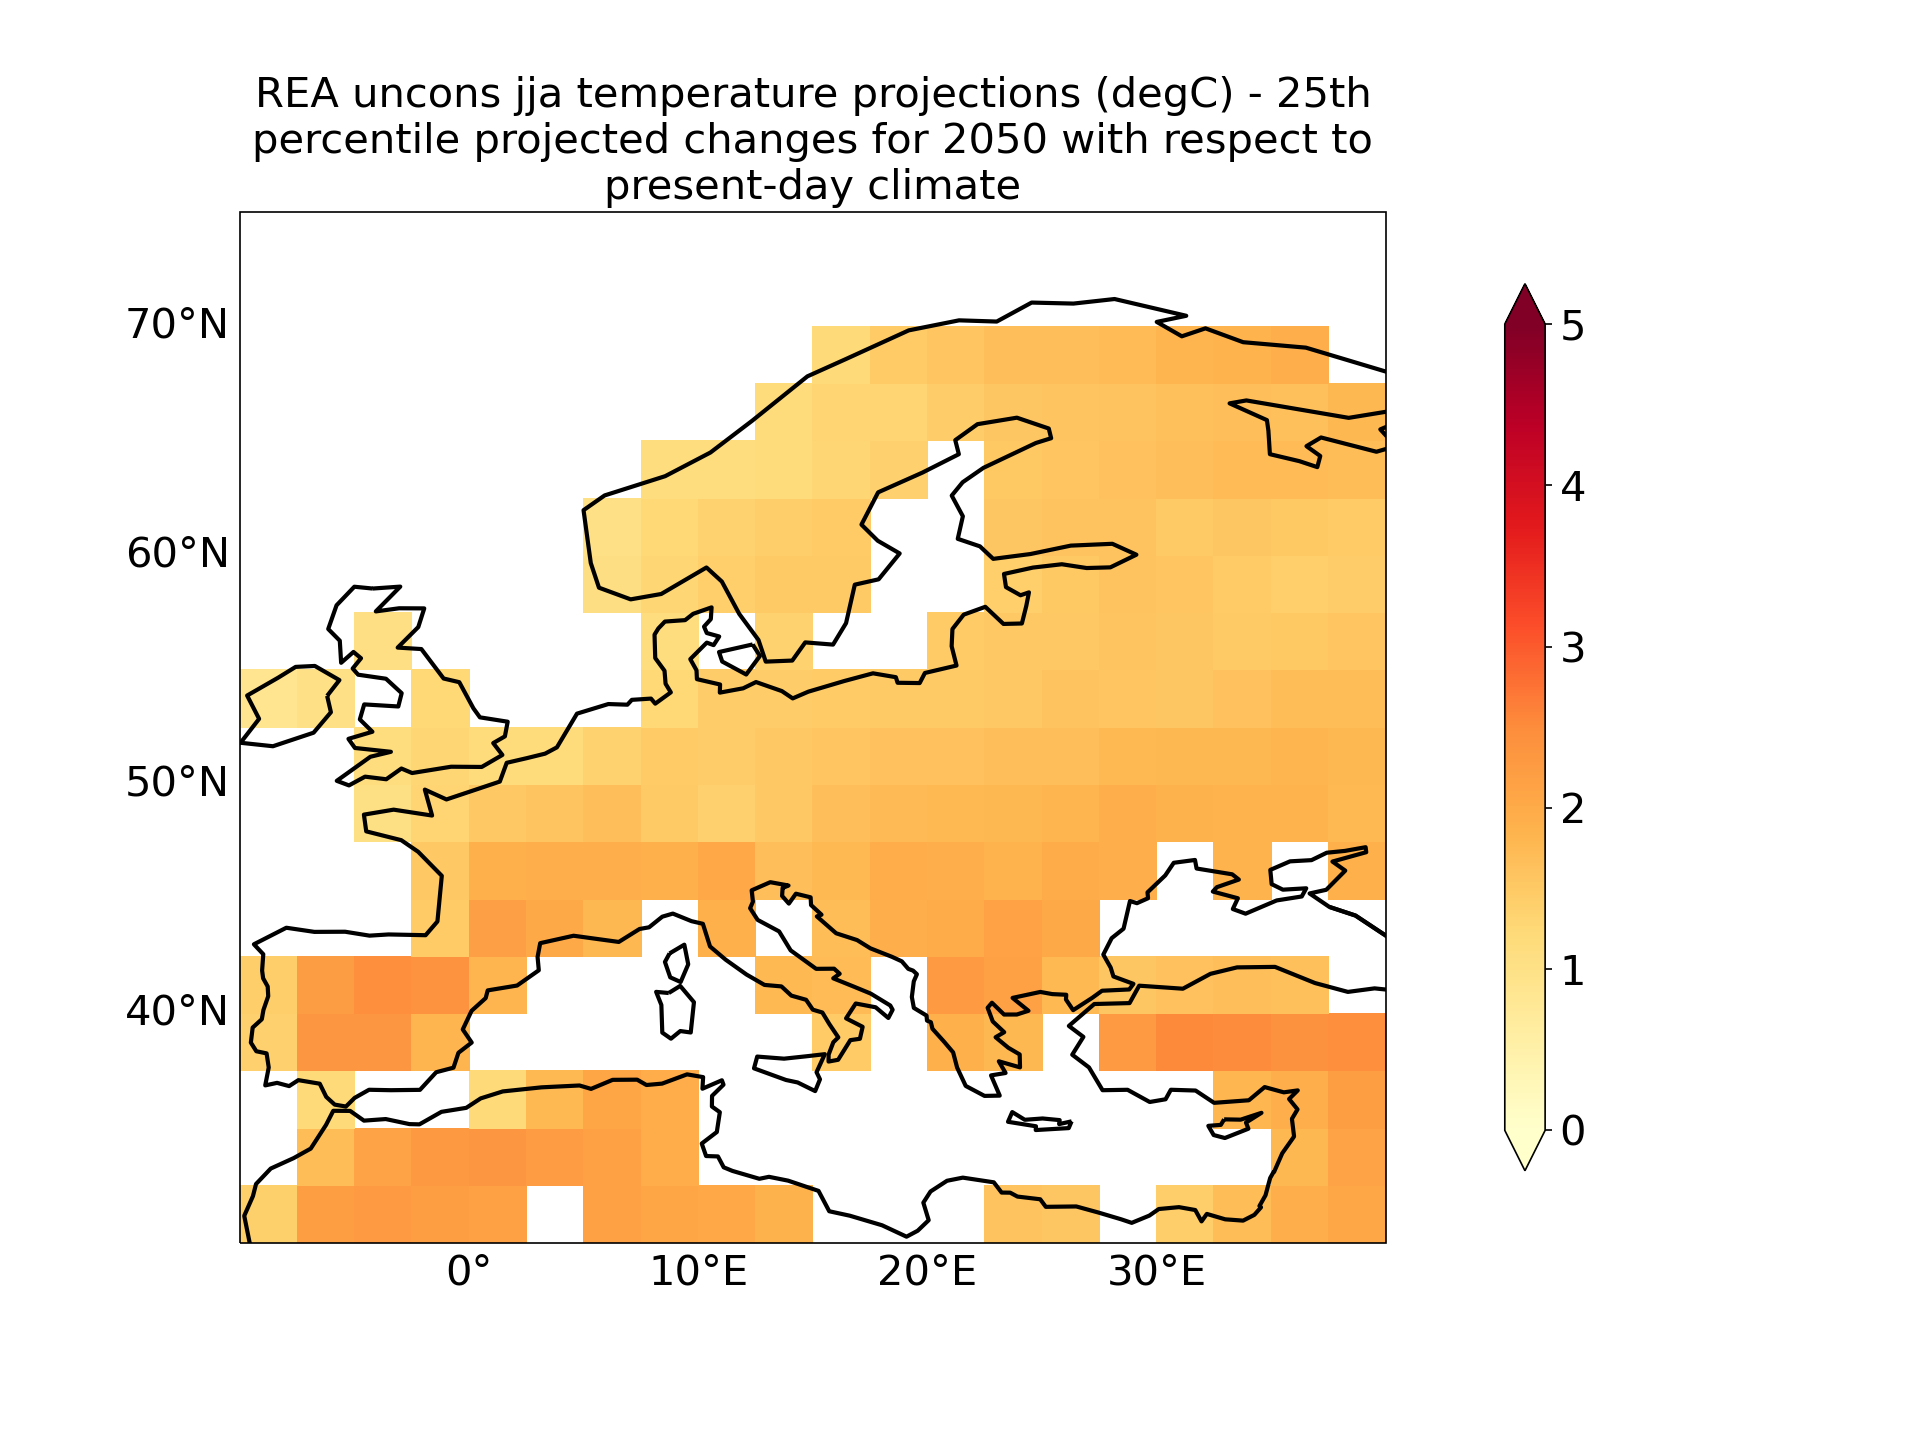 REA uncons jja temperature projections (degC) - 25th
percentile projected changes for 2050 with respect to
present-day climate
70°N
60°N
50°N
40°N
0°
10°E
20°E
30°E
5
4
3
2
1
0